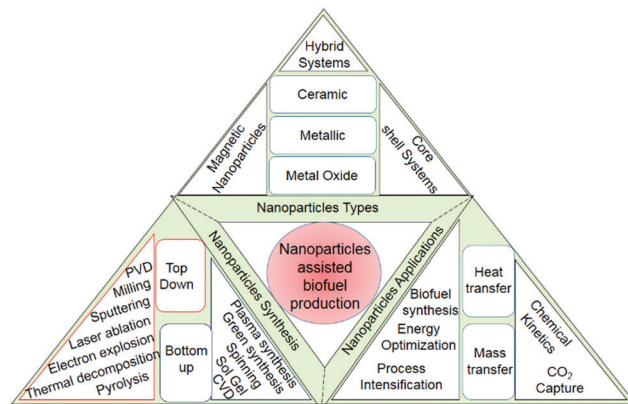 Hybrid
Systems
Magnetic
Nanoparticles
Ceramic
Metallic
Metal Oxide
Core
shell Systems
Nanoparticles Types
Nanoparticles Synthesis
Nanoparticles
assisted
biofuel
production
Nanoparticles Applications
PVD
Milling
Sputtering
Laser ablation
Electron explosion
Thermal decomposition
Pyrolysis
Top
Down
Bottom
up
Plasma synthesis
Green synthesis
Spinning
Sol Gel
CVD
Biofuel
synthesis
Energy
Optimization
Process
Intensification
Heat
transfer
Mass
transfer
Chemical
Kinetics
CO₂
Capture